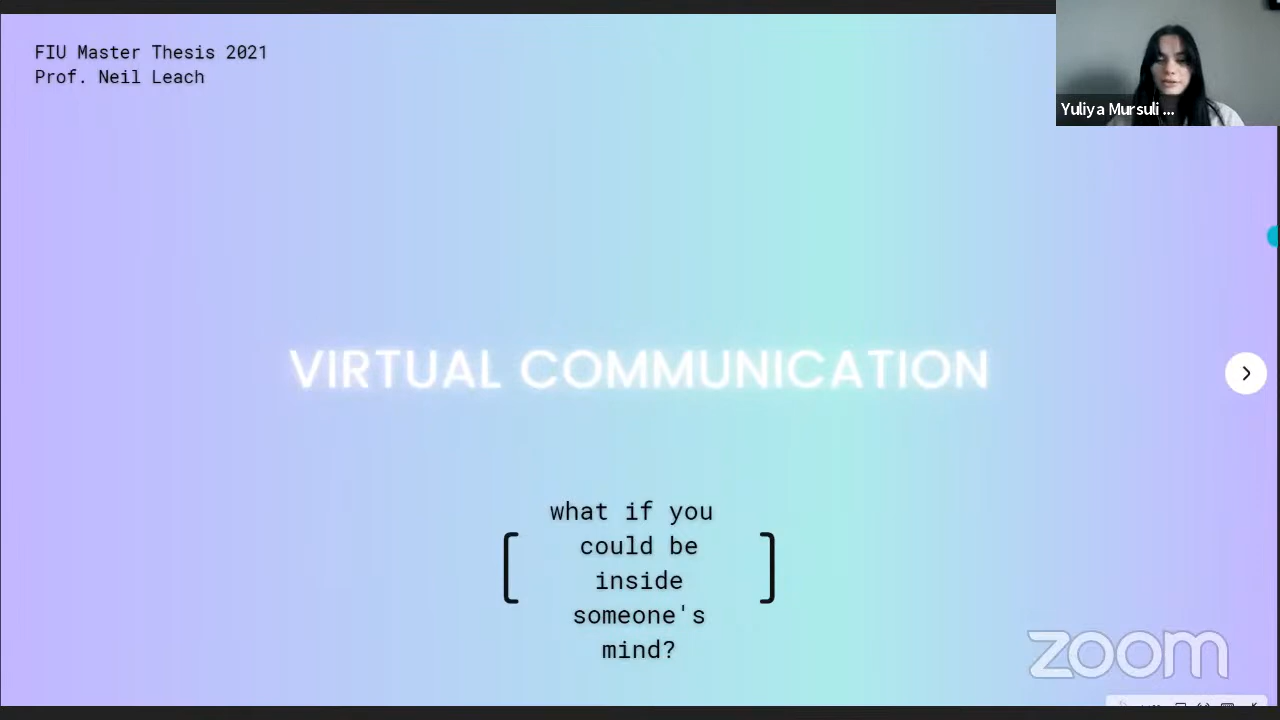 FIU Master Thesis 2021
Prof. Neil Leach
Yuliya Mursuli ...
VIRTUAL COMMUNICATION
what if you
could be
inside
someone's
mind?
zoom